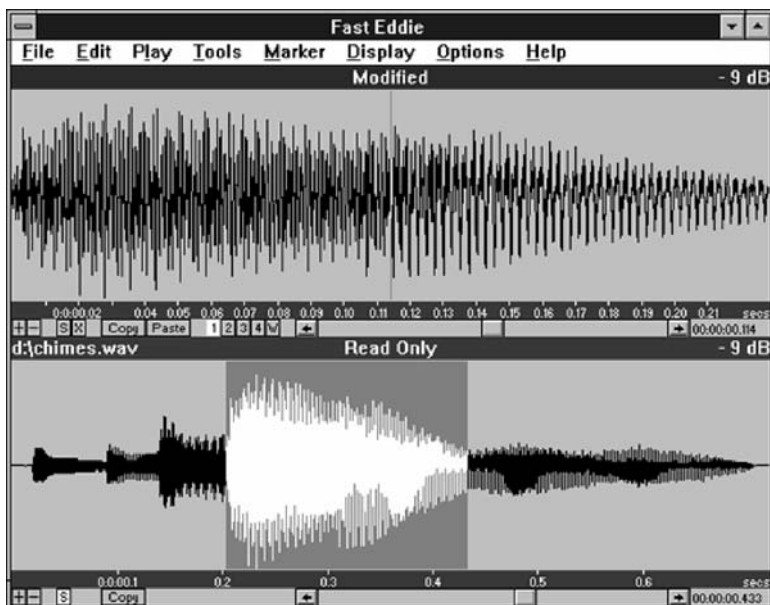 Fast Eddie
File Edit Play Tools Marker Display Options Help
Modified - 9 dB
0:0:00.02 0.04 0.05 0.06 0.07 0.08 0.09 0.10 0.11 0.12 0.13 0.14 0.15 0.16 0.17 0.18 0.19 0.20 0.21 secs
+ - S X Copy Paste 1 2 3 4 W 00:00:00.114
d:\chimes.wav Read Only - 9 dB
0:0:00.1 0.2 0.3 0.4 0.5 0.6 secs
+ - S Copy 00:00:00.433